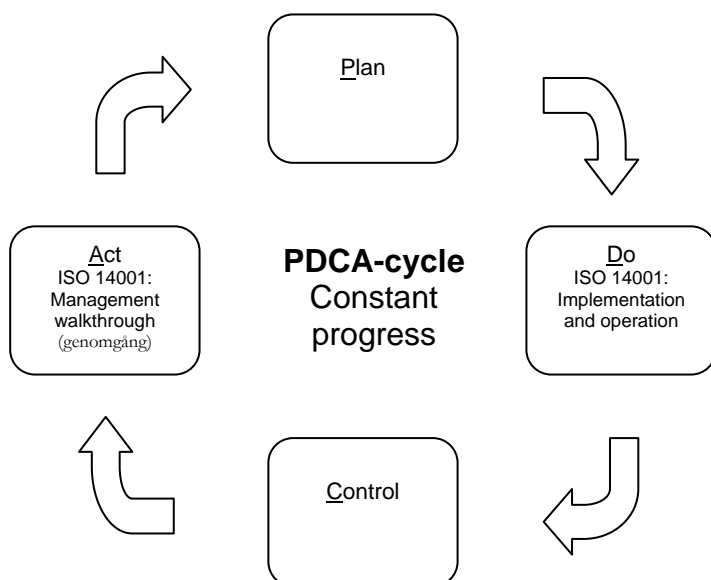 Plan
PDCA-cycle
Constant
progress
Act
ISO 14001:
Management
walkthrough
(genomgång)
Do
ISO 14001:
Implementation
and operation
Control